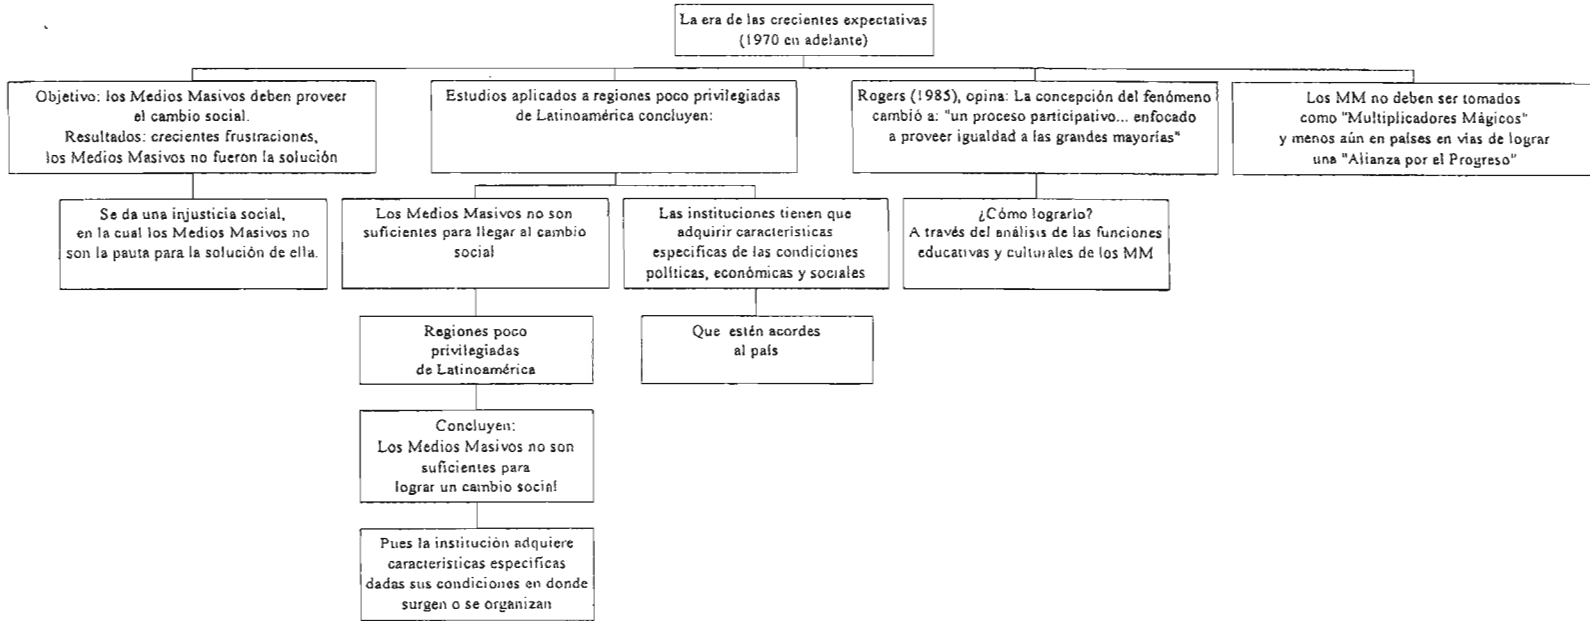 La era de las crecientes expectativas
(1970 en adelante)
Objetivo: los Medios Masivos deben proveer
el cambio social.
Resultados: crecientes frustraciones,
los Medios Masivos no fueron la solución
Estudios aplicados a regiones poco privilegiadas
de Latinoamérica concluyen:
Rogers (1985), opina: La concepción del fenómeno
cambió a: "un proceso participativo... enfocado
a proveer igualdad a las grandes mayorías"
Los MM no deben ser tomados
como "Multiplicadores Mágicos"
y menos aún en países en vías de lograr
una "Alianza por el Progreso"
Se da una injusticia social,
en la cual los Medios Masivos no
son la pauta para la solución de ella.
Los Medios Masivos no son
suficientes para llegar al cambio
social
Las instituciones tienen que
adquirir características
específicas de las condiciones
políticas, económicas y sociales
¿Cómo lograrlo?
A través del análisis de las funciones
educativas y culturales de los MM
Regiones poco
privilegiadas
de Latinoamérica
Que estén acordes
al país
Concluyen:
Los Medios Masivos no son
suficientes para
lograr un cambio social
Pues la institución adquiere
características específicas
dadas sus condiciones en donde
surgen o se organizan